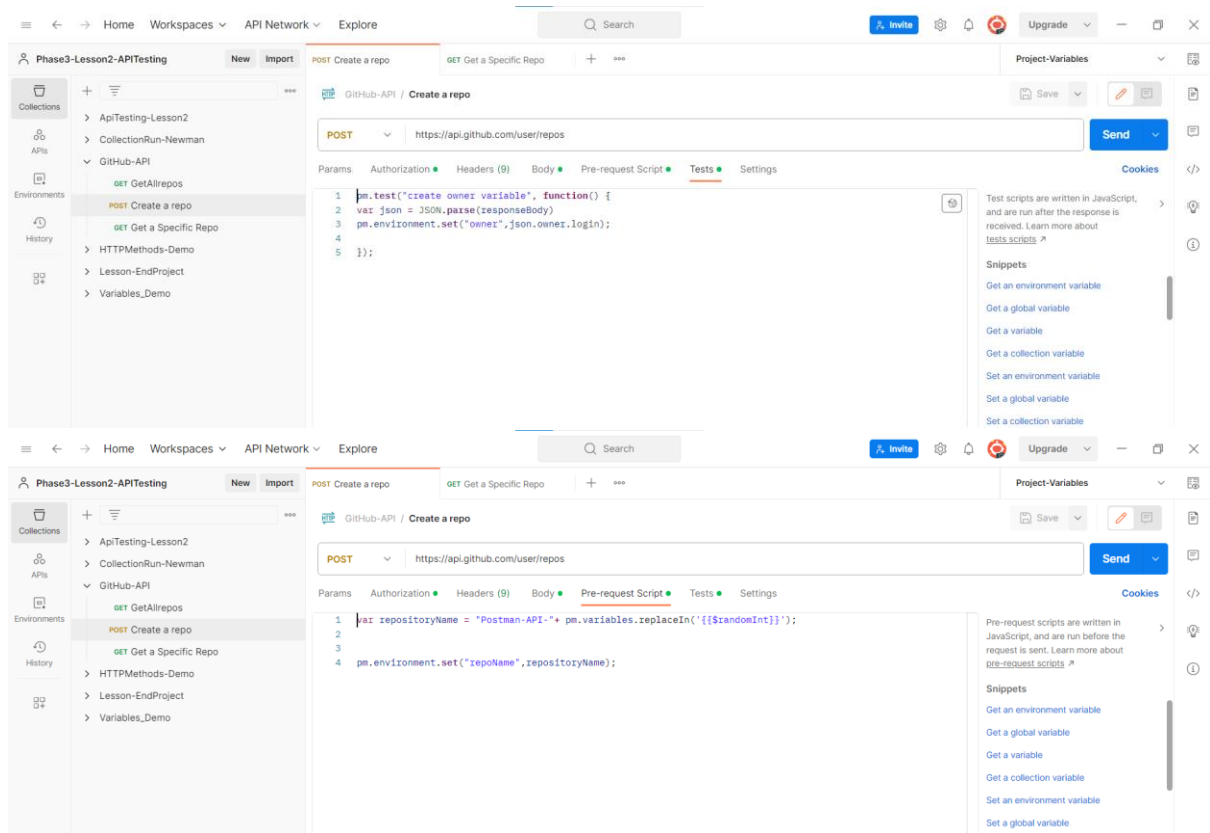 Home Workspaces API Network Explore Search Invite Upgrade
Phase3-Lesson2-APITesting New Import POST Create a repo GET Get a Specific Repo Project-Variables
Collections
APIs
Environments
History
ApiTesting-Lesson2
CollectionRun-Newman
GitHub-API
GET GetAllrepos
POST Create a repo
GET Get a Specific Repo
HTTPMethods-Demo
Lesson-EndProject
Variables_Demo
HTTP GitHub-API / Create a repo Save
POST https://api.github.com/user/repos Send
Params Authorization Headers (9) Body Pre-request Script Tests Settings Cookies
1 pm.test("create owner variable", function() {
2 var json = JSON.parse(responseBody)
3 pm.environment.set("owner",json.owner.login);
4
5 });
Test scripts are written in JavaScript,
and are run after the response is
received. Learn more about
tests scripts
Snippets
Get an environment variable
Get a global variable
Get a variable
Get a collection variable
Set an environment variable
Set a global variable
Set a collection variable
Home Workspaces API Network Explore Search Invite Upgrade
Phase3-Lesson2-APITesting New Import POST Create a repo GET Get a Specific Repo Project-Variables
Collections
APIs
Environments
History
ApiTesting-Lesson2
CollectionRun-Newman
GitHub-API
GET GetAllrepos
POST Create a repo
GET Get a Specific Repo
HTTPMethods-Demo
Lesson-EndProject
Variables_Demo
HTTP GitHub-API / Create a repo Save
POST https://api.github.com/user/repos Send
Params Authorization Headers (9) Body Pre-request Script Tests Settings Cookies
1 var repositoryName = "Postman-API-"+ pm.variables.replaceIn('{{$randomInt}}');
2
3
4 pm.environment.set("repoName",repositoryName);
Pre-request scripts are written in
JavaScript, and are run before the
request is sent. Learn more about
pre-request scripts
Snippets
Get an environment variable
Get a global variable
Get a variable
Get a collection variable
Set an environment variable
Set a global variable